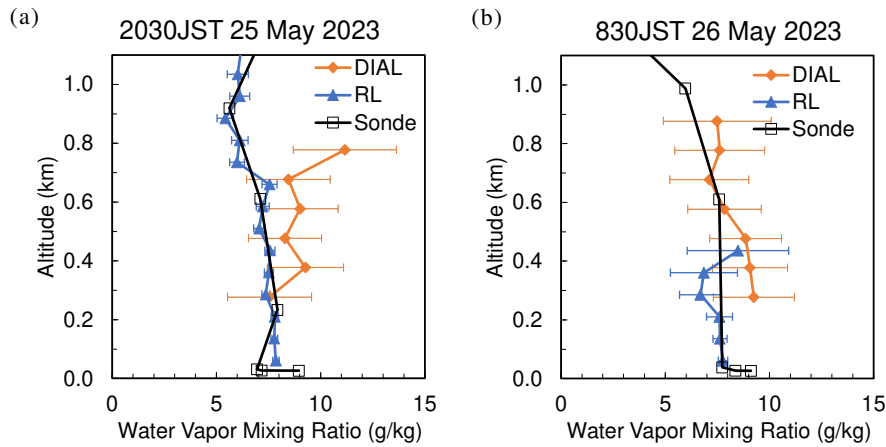 (a)
2030JST 25 May 2023
1.0
0.8
0.6
0.4
0.2
0.0
Altitude (km)
DIAL
RL
Sonde
0 5 10 15
Water Vapor Mixing Ratio (g/kg)
(b)
830JST 26 May 2023
1.0
0.8
0.6
0.4
0.2
0.0
Altitude (km)
DIAL
RL
Sonde
0 5 10 15
Water Vapor Mixing Ratio (g/kg)